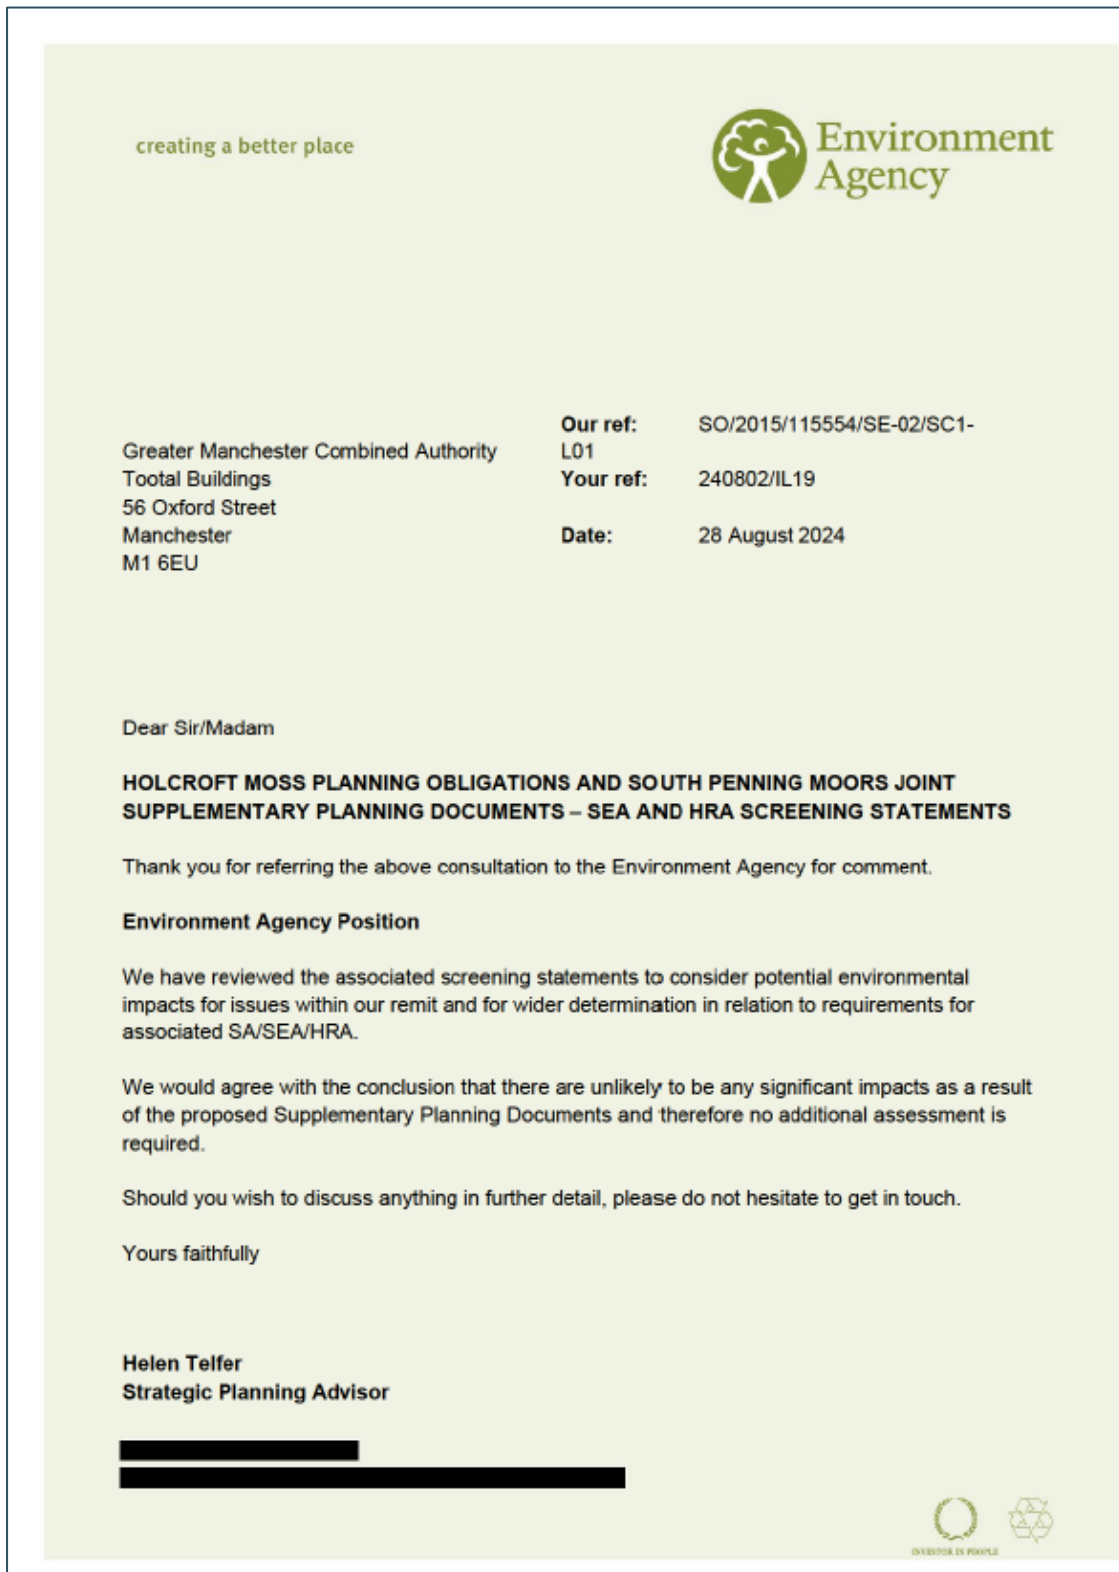 creating a better place
Environment
Agency
Greater Manchester Combined Authority
Tootal Buildings
56 Oxford Street
Manchester
M1 6EU
Our ref: SO/2015/115554/SE-02/SC1-
L01
Your ref: 240802/IL19
Date: 28 August 2024
Dear Sir/Madam
HOLCROFT MOSS PLANNING OBLIGATIONS AND SOUTH PENNING MOORS JOINT
SUPPLEMENTARY PLANNING DOCUMENTS – SEA AND HRA SCREENING STATEMENTS
Thank you for referring the above consultation to the Environment Agency for comment.
Environment Agency Position
We have reviewed the associated screening statements to consider potential environmental
impacts for issues within our remit and for wider determination in relation to requirements for
associated SA/SEA/HRA.
We would agree with the conclusion that there are unlikely to be any significant impacts as a result
of the proposed Supplementary Planning Documents and therefore no additional assessment is
required.
Should you wish to discuss anything in further detail, please do not hesitate to get in touch.
Yours faithfully
Helen Telfer
Strategic Planning Advisor
INVESTOR IN PEOPLE